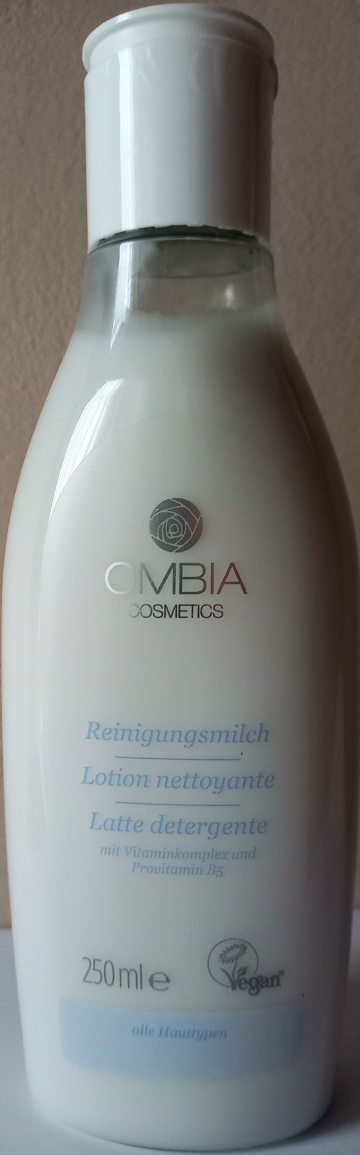 OMBIA
COSMETICS
Reinigungsmilch
Lotion nettoyante
Latte detergente
mit Vitaminkomplex und
Provitamin B5
250 ml ℮
Vegan®
alle Hauttypen